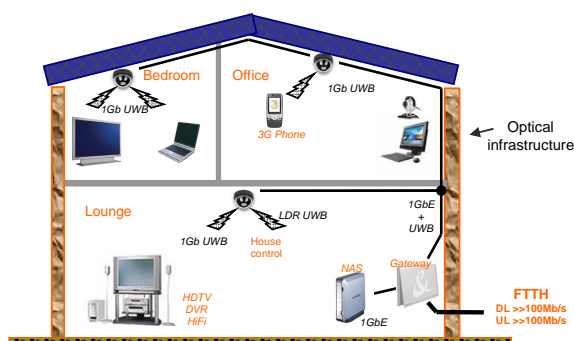 Bedroom
Office
1Gb UWB
1Gb UWB
3
3G Phone
Optical
infrastructure
Lounge
LDR UWB
1GbE
+
UWB
1Gb UWB
House
control
NAS
Gateway
&
HDTV
DVR
HiFi
1GbE
FTTH
DL >>100Mb/s
UL >>100Mb/s